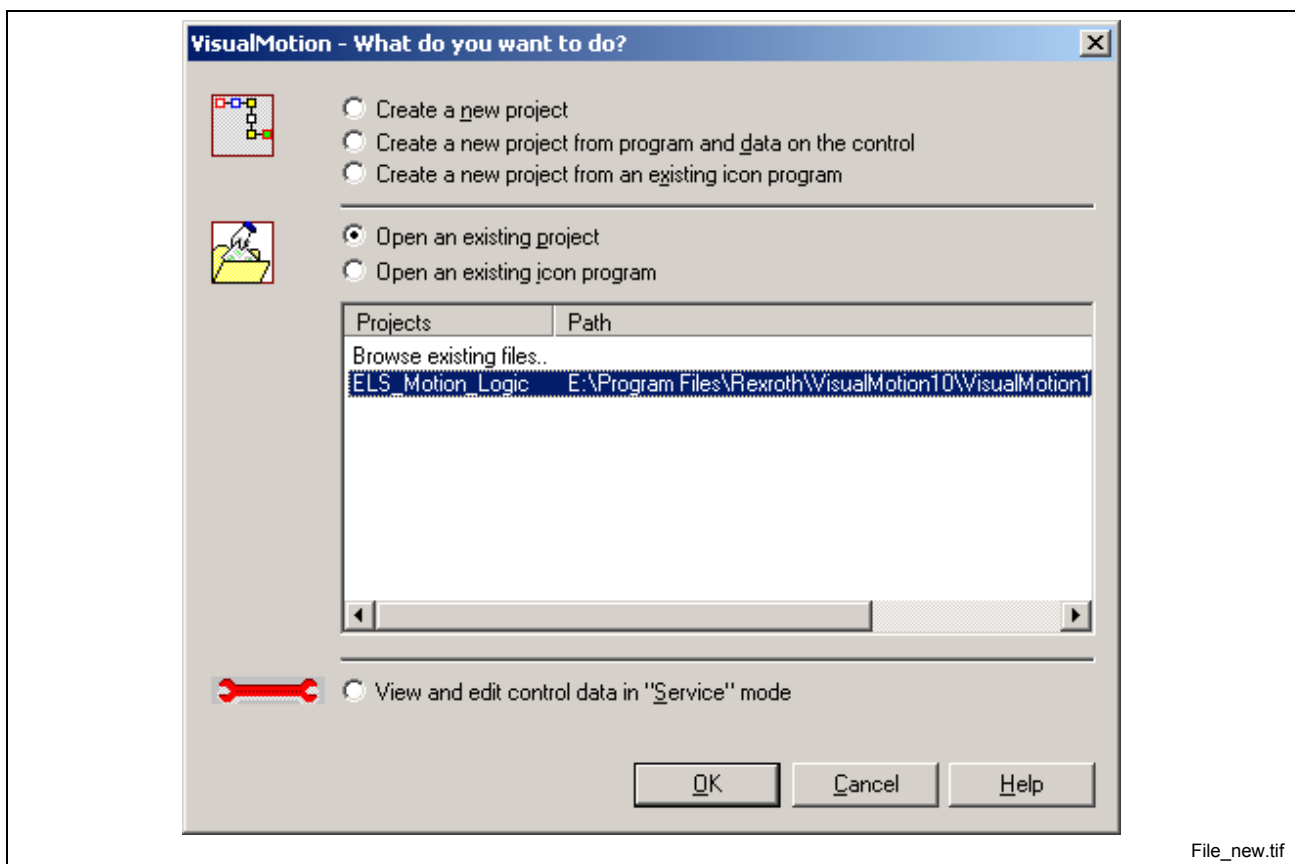 VisualMotion - What do you want to do?
Create a new project
Create a new project from program and data on the control
Create a new project from an existing icon program
Open an existing project
Open an existing icon program
Projects Path
Browse existing files..
ELS_Motion_Logic E:\Program Files\Rexroth\VisualMotion10\VisualMotion1
View and edit control data in "Service" mode
OK Cancel Help
File_new.tif